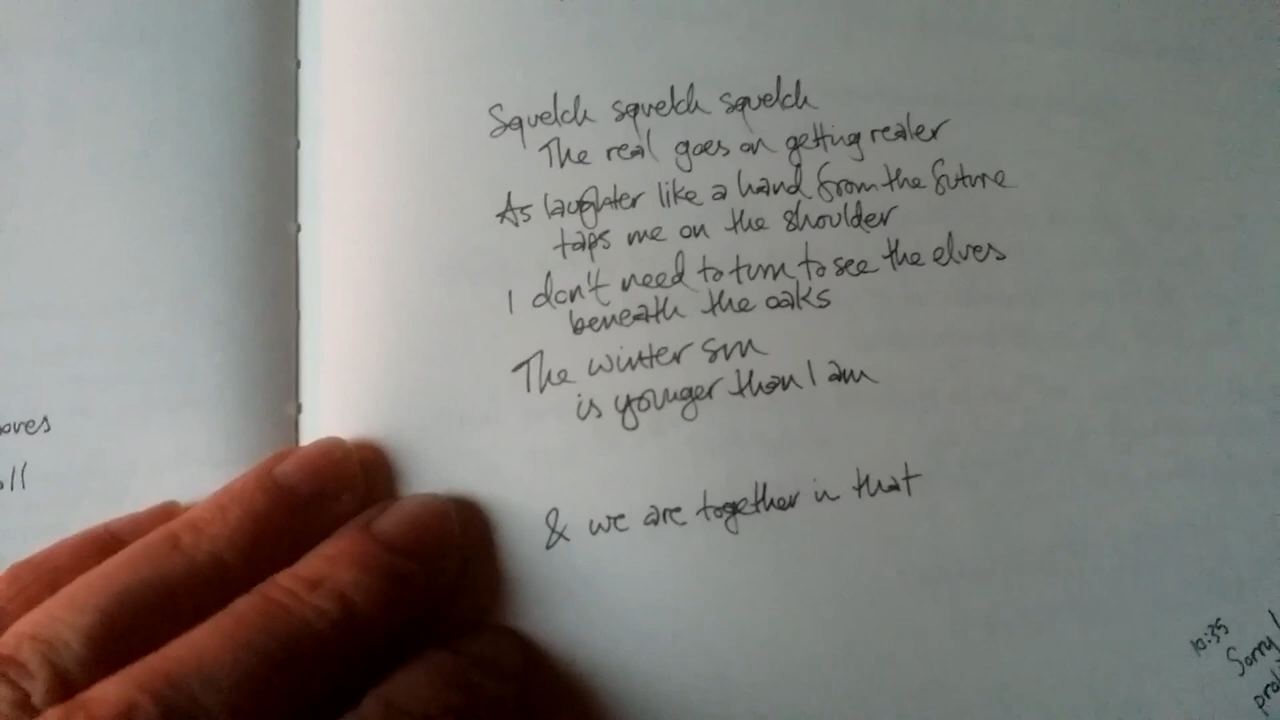 Squelch squelch squelch
The real goes on getting realer
As laughter like a hand from the future
taps me on the shoulder
I don't need to turn to see the elves
beneath the oaks
The winter sun
is younger than I am
& we are together in that
oves
oll
10:35
Sorry!